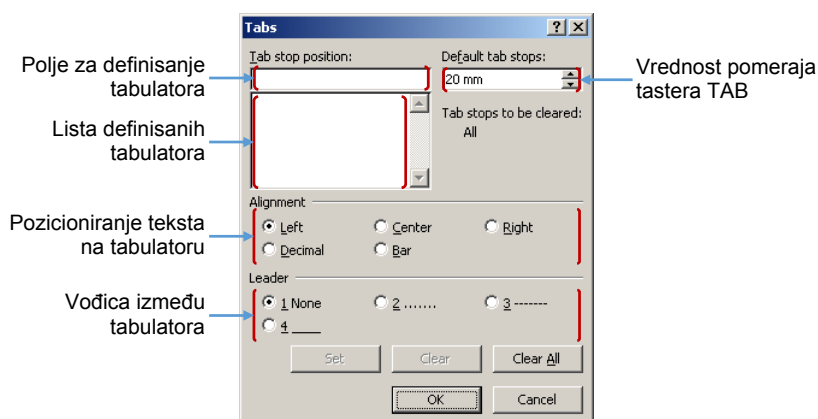 Tabs
Tab stop position:
Default tab stops:
Polje za definisanje
tabulatora
20 mm
Vrednost pomeraja
tastera TAB
Tab stops to be cleared:
All
Lista definisanih
tabulatora
Alignment
Pozicioniranje teksta
na tabulatoru
Left
Center
Right
Decimal
Bar
Leader
Vođica između
tabulatora
1 None
2 .......
3 -------
4 ____
Set
Clear
Clear All
OK
Cancel